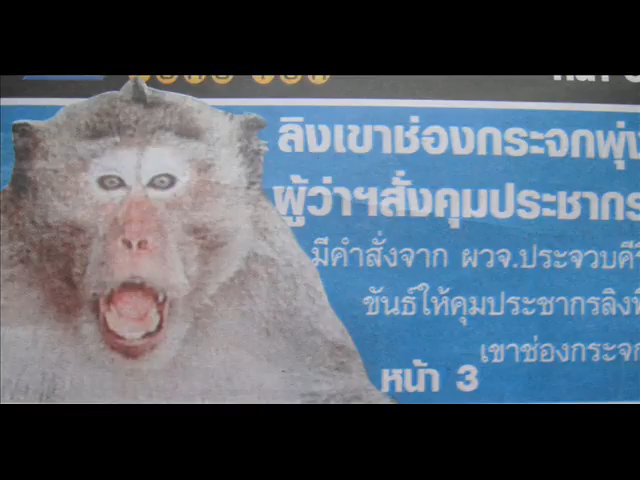 ลิงเขาช่องกระจกพุ่ง
ผู้ว่าฯสั่งคุมประชากร
มีคำสั่งจาก ผวจ.ประจวบคีรี
ขันธ์ให้คุมประชากรลิงที่
เขาช่องกระจก
หน้า 3